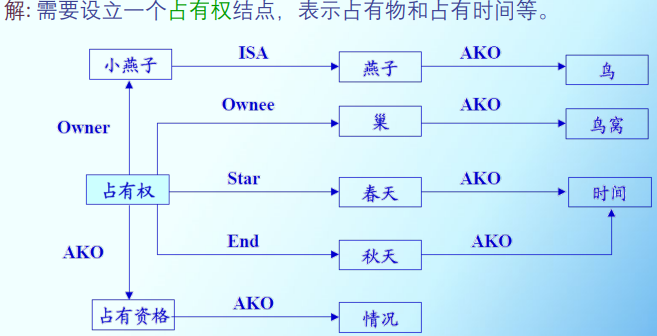 解: 需要设立一个占有权结点，表示占有物和占有时间等。
小燕子 ISA 燕子 AKO 鸟
Owner Ownee 巢 AKO 鸟窝
占有权 Star 春天 AKO 时间
AKO End 秋天 AKO
占有资格 AKO 情况